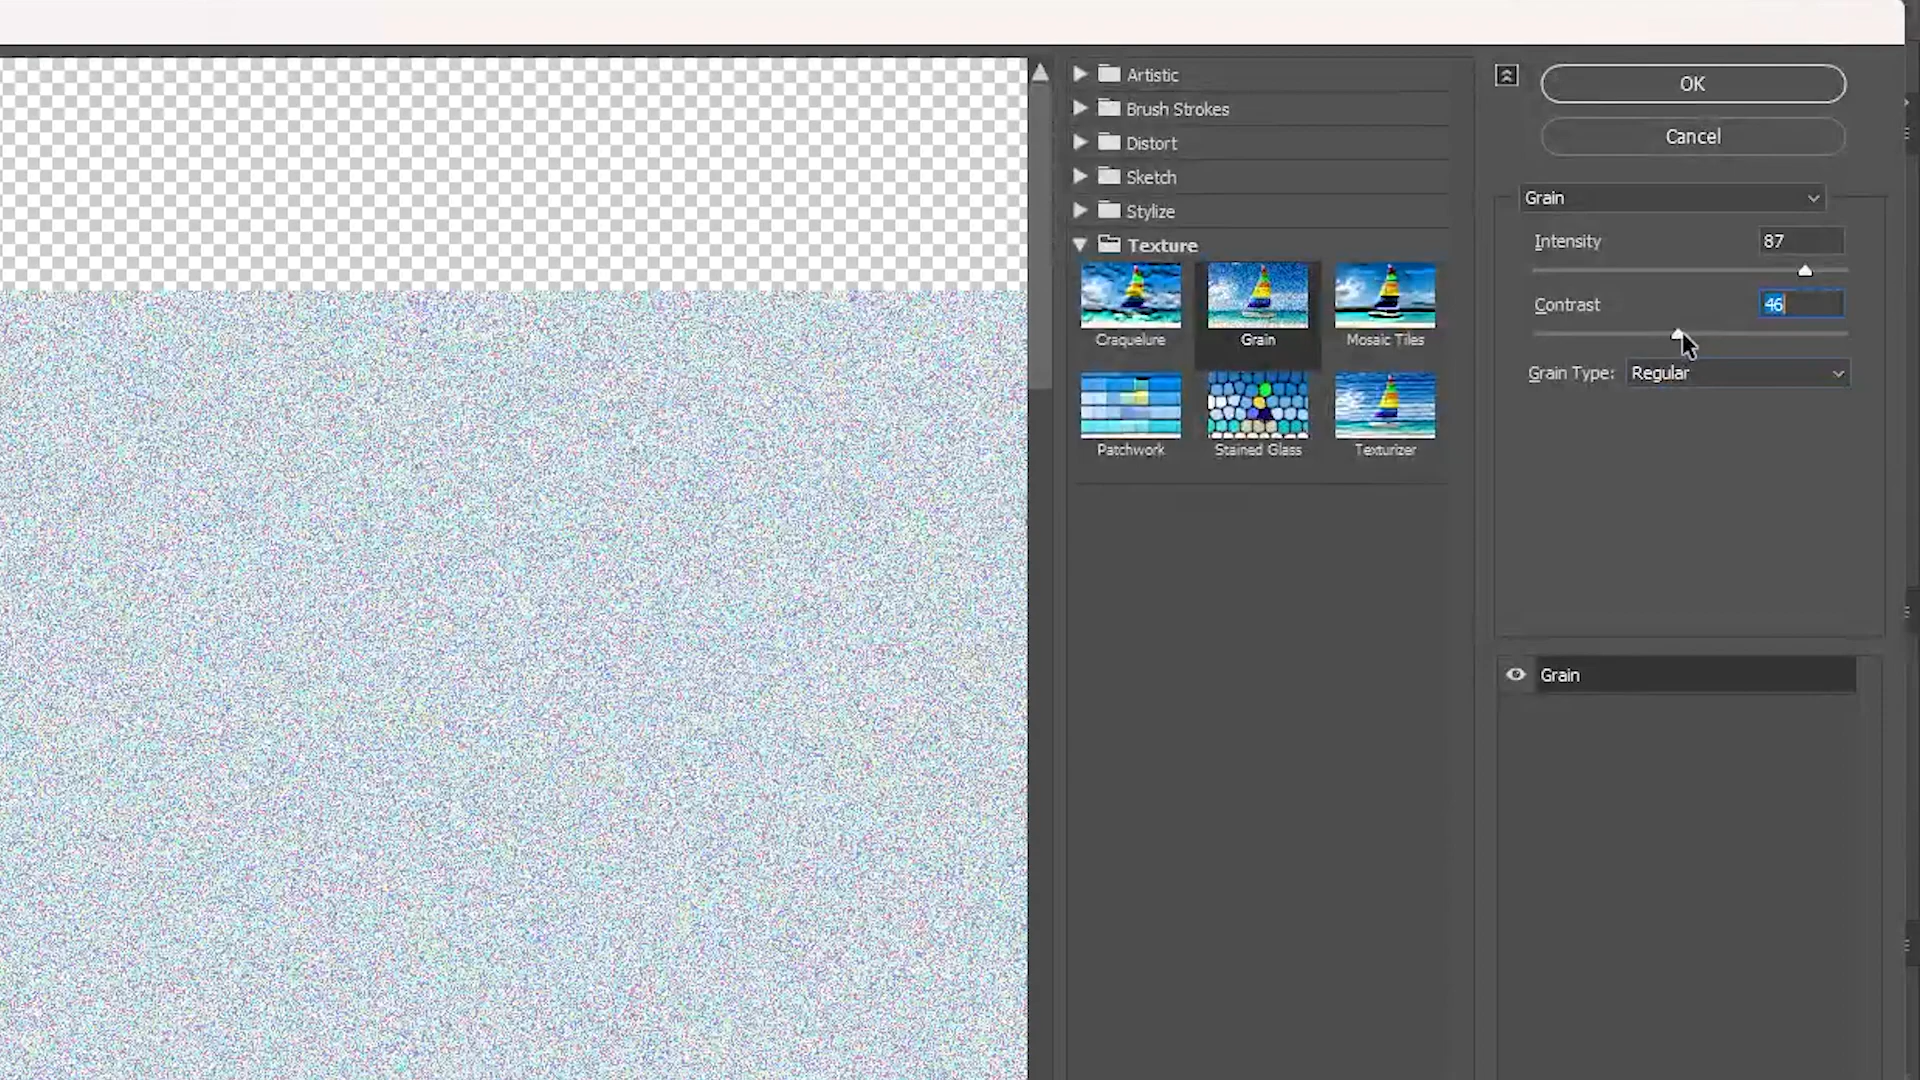 Artistic
Brush Strokes
Distort
Sketch
Stylize
Texture
Craquelure
Grain
Mosaic Tiles
Patchwork
Stained Glass
Texturizer
OK
Cancel
Grain
Intensity
87
Contrast
46
Grain Type: Regular
Grain